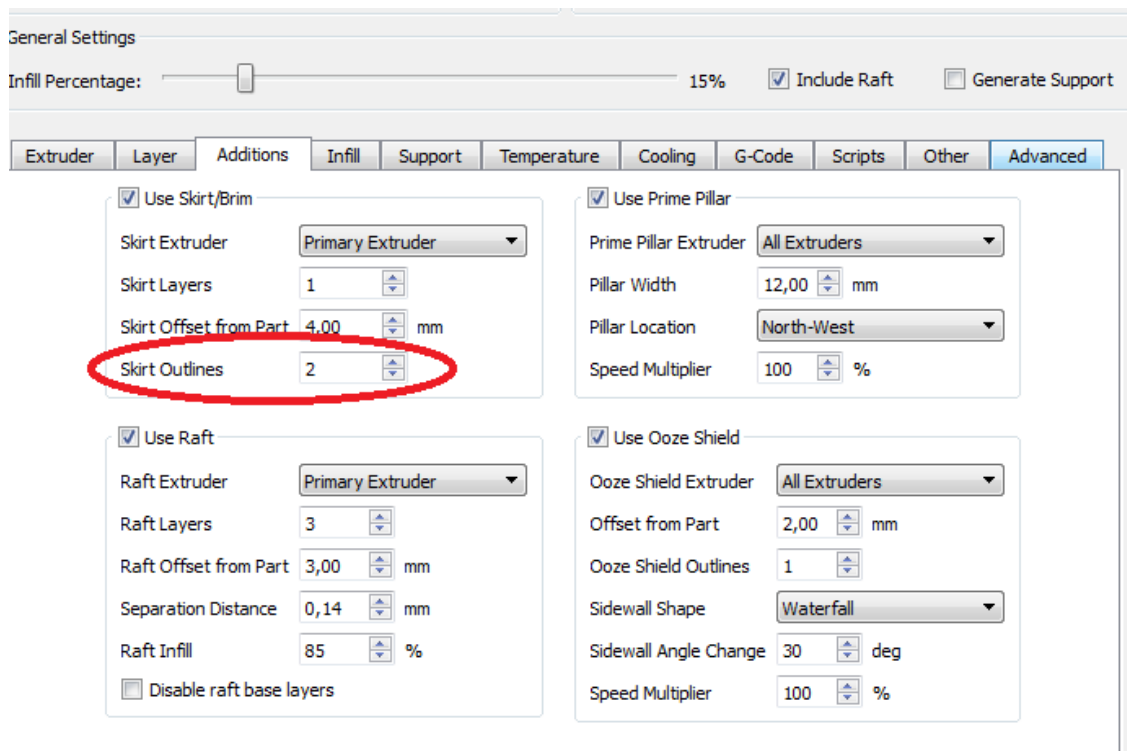 General Settings
Infill Percentage: 15% Include Raft Generate Support
Extruder Layer Additions Infill Support Temperature Cooling G-Code Scripts Other Advanced
Use Skirt/Brim
Skirt Extruder Primary Extruder
Skirt Layers 1
Skirt Offset from Part 4,00 mm
Skirt Outlines 2
Use Prime Pillar
Prime Pillar Extruder All Extruders
Pillar Width 12,00 mm
Pillar Location North-West
Speed Multiplier 100 %
Use Raft
Raft Extruder Primary Extruder
Raft Layers 3
Raft Offset from Part 3,00 mm
Separation Distance 0,14 mm
Raft Infill 85 %
Disable raft base layers
Use Ooze Shield
Ooze Shield Extruder All Extruders
Offset from Part 2,00 mm
Ooze Shield Outlines 1
Sidewall Shape Waterfall
Sidewall Angle Change 30 deg
Speed Multiplier 100 %